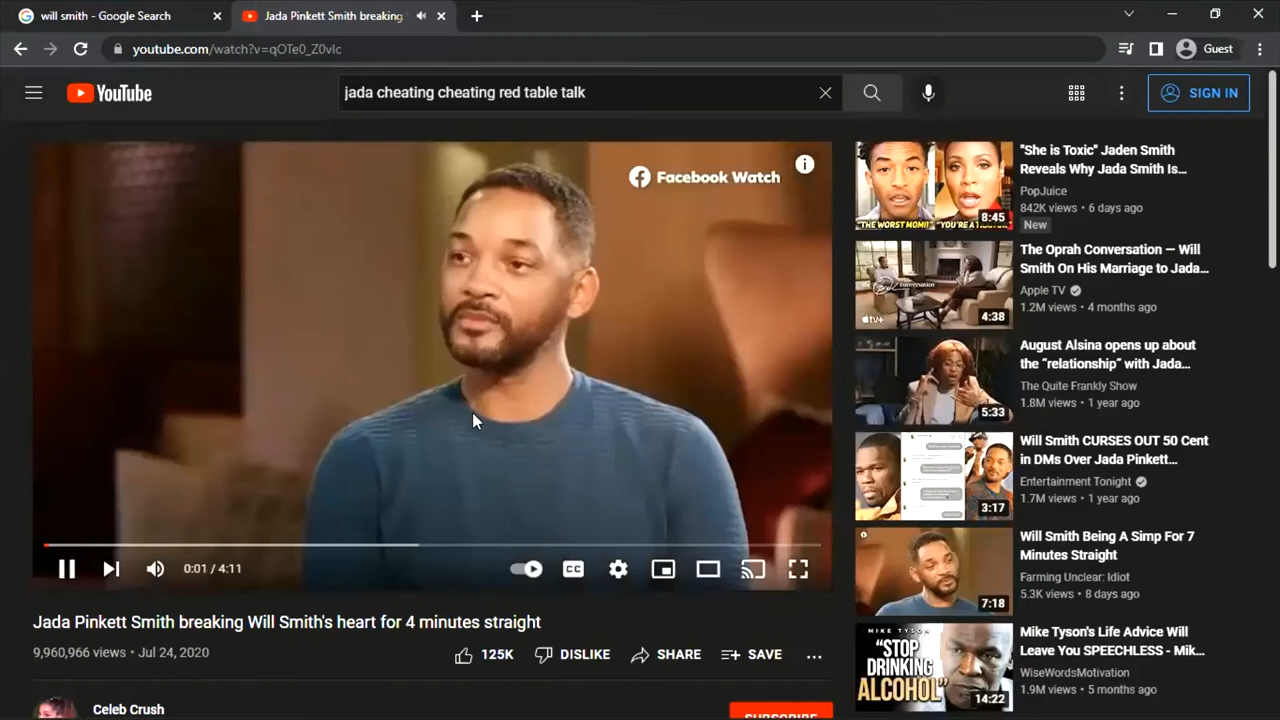 will smith - Google Search
Jada Pinkett Smith breaking
youtube.com/watch?v=qOTe0_Z0vlc
Guest
YouTube
jada cheating cheating red table talk
SIGN IN
Facebook Watch
0:01 / 4:11
CC
Jada Pinkett Smith breaking Will Smith's heart for 4 minutes straight
9,960,966 views • Jul 24, 2020
125K
DISLIKE
SHARE
SAVE
Celeb Crush
SUBSCRIBE
"THE WORST MOM!"
8:45
"She is Toxic" Jaden Smith
Reveals Why Jada Smith Is...
PopJuice
842K views • 6 days ago
New
the Oprah conversation
tv+
4:38
The Oprah Conversation — Will
Smith On His Marriage to Jada...
Apple TV
1.2M views • 4 months ago
5:33
August Alsina opens up about
the “relationship” with Jada...
The Quite Frankly Show
1.8M views • 1 year ago
3:17
Will Smith CURSES OUT 50 Cent
in DMs Over Jada Pinkett...
Entertainment Tonight
1.7M views • 1 year ago
7:18
Will Smith Being A Simp For 7
Minutes Straight
Farming Unclear: Idiot
5.3K views • 8 days ago
MIKE TYSON
"STOP
DRINKING
ALCOHOL"
14:22
Mike Tyson's Life Advice Will
Leave You SPEECHLESS - Mik...
WiseWordsMotivation
1.9M views • 5 months ago